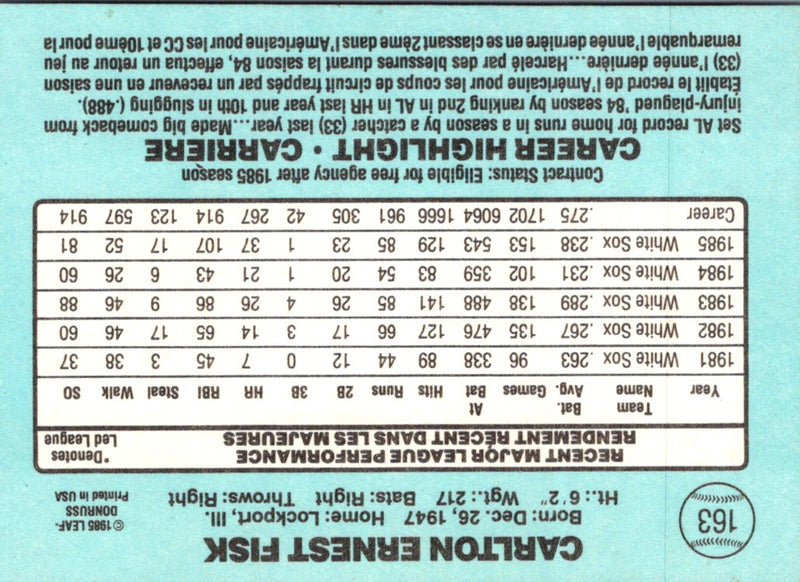 163
CARLTON ERNEST FISK
Born: Dec. 26, 1947 Home: Lockport, Ill.
Ht.: 6'2" Wgt.: 217 Bats: Right Throws: Right
©1985 LEAF-
DONRUSS
Printed in USA
RECENT MAJOR LEAGUE PERFORMANCE
RENDEMENT RÉCENT DANS LES MAJEURES
*Denotes
Led League
Year Team Name Bat. Avg. Games At Bat Hits Runs 2B 3B HR RBI Steal Walk SO
1981 White Sox .263 96 338 89 44 12 0 7 45 3 38 37
1982 White Sox .267 135 476 127 66 17 3 14 65 17 46 60
1983 White Sox .289 138 488 141 85 26 4 26 86 9 46 88
1984 White Sox .231 102 359 83 54 20 1 21 43 6 26 60
1985 White Sox .238 153 543 129 85 23 1 37 107 17 52 81
Career .275 1702 6064 1666 961 305 42 267 914 123 597 914
Contract Status: Eligible for free agency after 1985 season
CAREER HIGHLIGHT • CARRIERE
Set AL record for home runs in a season by a catcher (33) last year...Made big comeback from
injury-plagued '84 season by ranking 2nd in AL in HR last year and 10th in slugging (.488).
Établit le record de l'Américaine pour les coups de circuit frappés par un receveur en une saison
(33) l'année dernière...Harcelé par des blessures durant la saison 84, effectua un retour au jeu
remarquable l'année dernière en se classant 2ème dans l'Américaine pour les CC et 10ème pour la